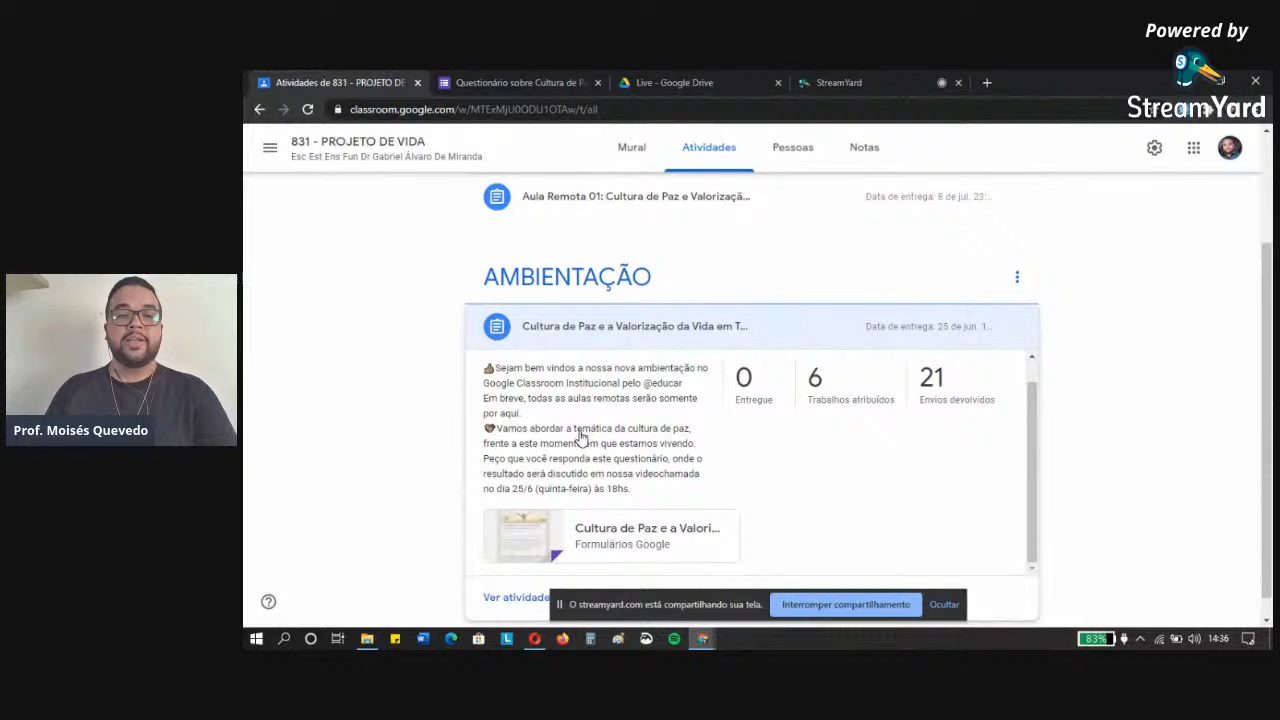 Powered by
StreamYard
Atividades de 831 - PROJETO DE
Questionário sobre Cultura de P
Live - Google Drive
StreamYard
classroom.google.com/w/MTExMjU0ODU1OTAw/t/all
831 - PROJETO DE VIDA
Esc Est Ens Fun Dr Gabriel Álvaro De Miranda
Mural
Atividades
Pessoas
Notas
Aula Remota 01: Cultura de Paz e Valorizaçã...
Data de entrega: 8 de jul. 23:...
AMBIENTAÇÃO
Cultura de Paz e a Valorização da Vida em T...
Data de entrega: 25 de jun. 1...
Sejam bem vindos a nossa nova ambientação no
Google Classroom Institucional pelo @educar
Em breve, todas as aulas remotas serão somente
por aqui.
Vamos abordar a temática da cultura de paz,
frente a este momento em que estamos vivendo.
Peço que você responda este questionário, onde o
resultado será discutido em nossa videochamada
no dia 25/6 (quinta-feira) às 18hs.
0
Entregue
6
Trabalhos atribuídos
21
Envios devolvidos
Cultura de Paz e a Valori...
Formulários Google
Ver atividade
O streamyard.com está compartilhando sua tela.
Interromper compartilhamento
Ocultar
Prof. Moisés Quevedo
83%
14:36